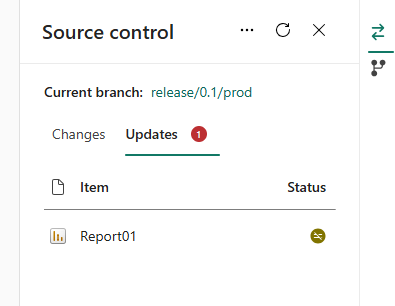 Source control
Current branch: release/0.1/prod
Changes Updates 1
Item Status
Report01